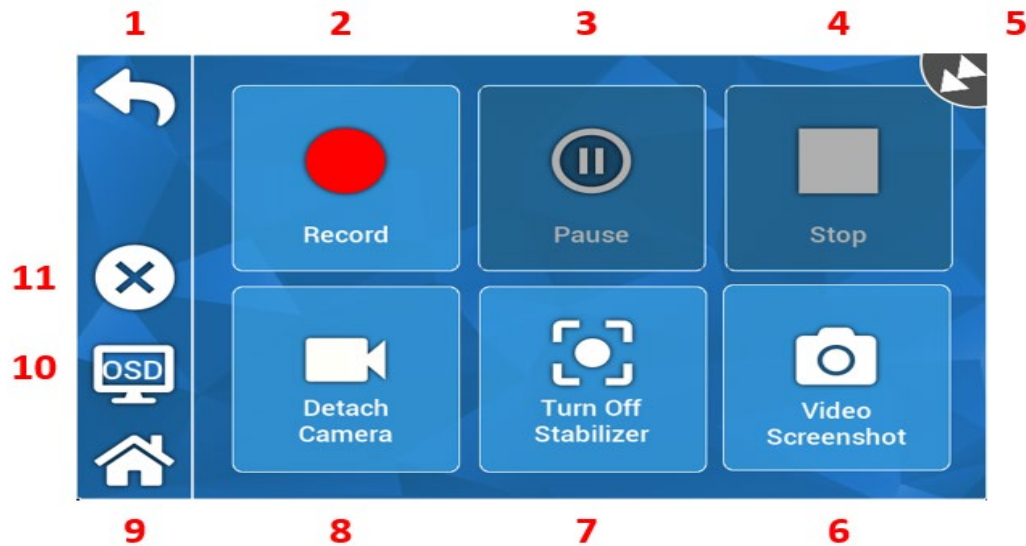 1 2 3 4 5
Record Pause Stop
11
10 OSD
Detach
Camera
Turn Off
Stabilizer
Video
Screenshot
9 8 7 6